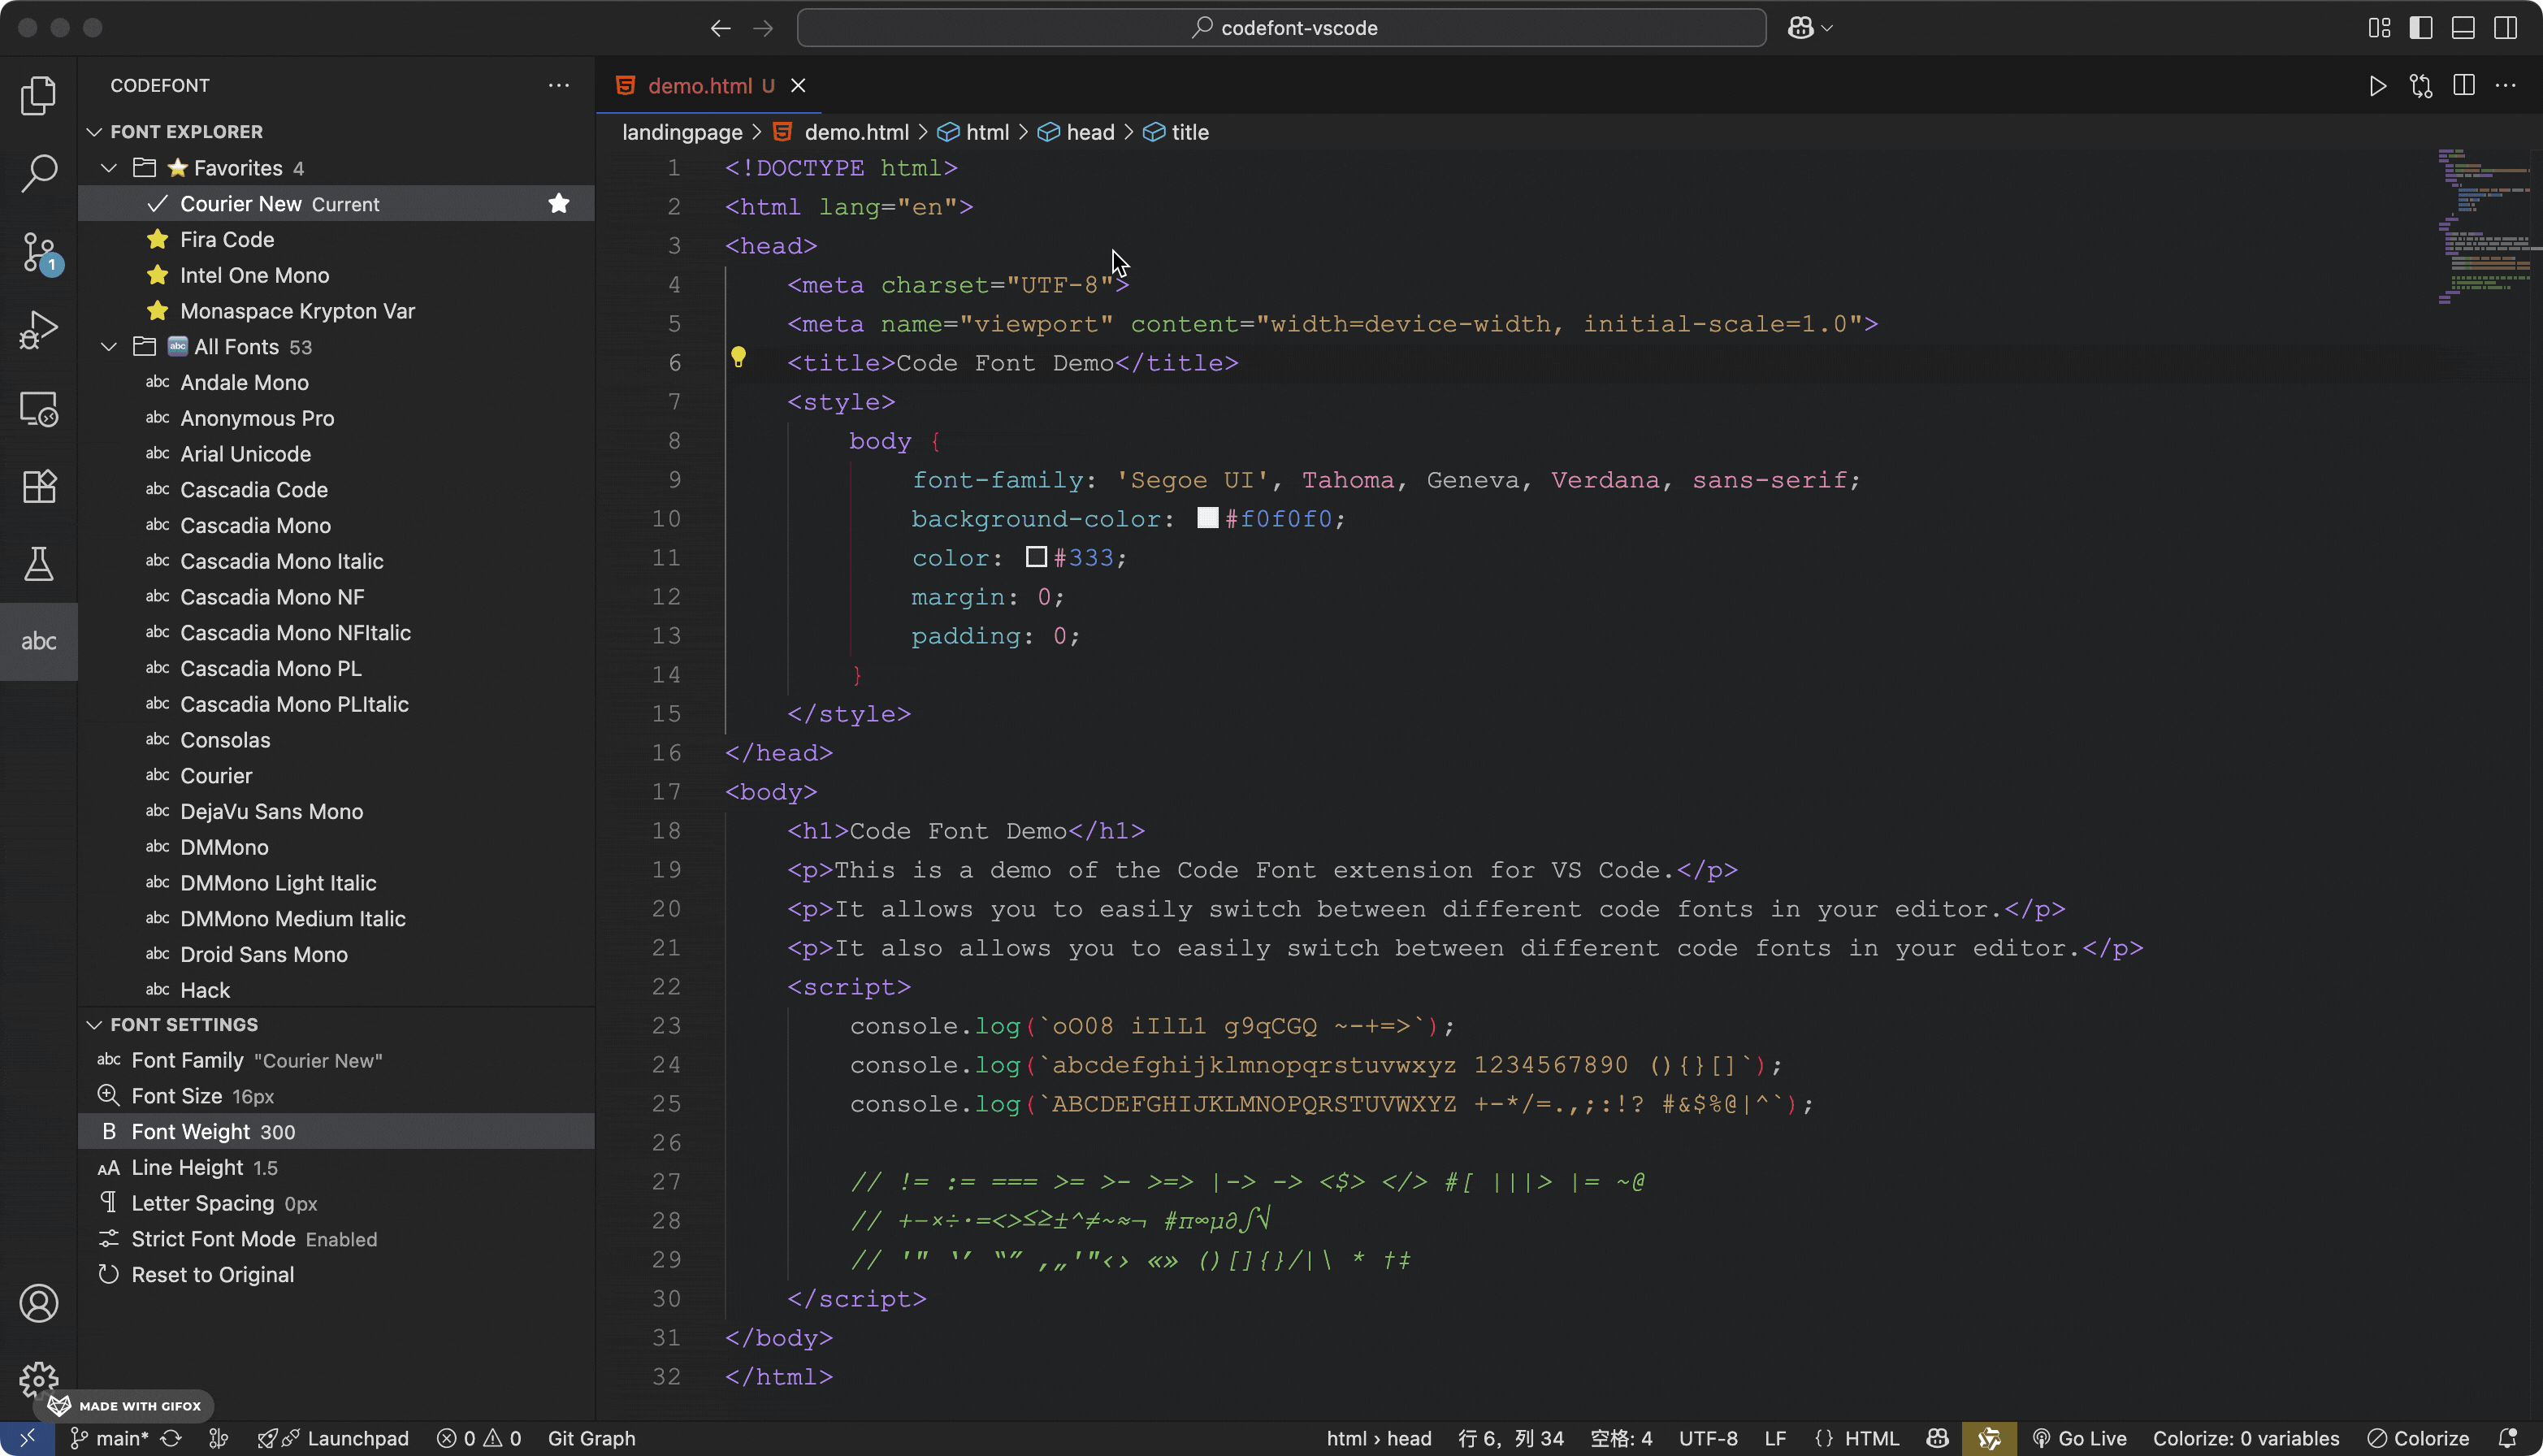 codefont-vscode
CODEFONT
FONT EXPLORER
Favorites 4
Courier New Current
Fira Code
Intel One Mono
Monaspace Krypton Var
abc All Fonts 53
abc Andale Mono
abc Anonymous Pro
abc Arial Unicode
abc Cascadia Code
abc Cascadia Mono
abc Cascadia Mono Italic
abc Cascadia Mono NF
abc Cascadia Mono NFItalic
abc Cascadia Mono PL
abc Cascadia Mono PLItalic
abc Consolas
abc Courier
abc DejaVu Sans Mono
abc DMMono
abc DMMono Light Italic
abc DMMono Medium Italic
abc Droid Sans Mono
abc Hack
FONT SETTINGS
abc Font Family "Courier New"
Font Size 16px
B Font Weight 300
AA Line Height 1.5
Letter Spacing 0px
Strict Font Mode Enabled
Reset to Original
1
abc
MADE WITH GIFOX
demo.html U
landingpage > demo.html > html > head > title
1 <!DOCTYPE html>
2 <html lang="en">
3 <head>
4     <meta charset="UTF-8">
5     <meta name="viewport" content="width=device-width, initial-scale=1.0">
6     <title>Code Font Demo</title>
7     <style>
8         body {
9             font-family: 'Segoe UI', Tahoma, Geneva, Verdana, sans-serif;
10             background-color: #f0f0f0;
11             color: #333;
12             margin: 0;
13             padding: 0;
14         }
15     </style>
16 </head>
17 <body>
18     <h1>Code Font Demo</h1>
19     <p>This is a demo of the Code Font extension for VS Code.</p>
20     <p>It allows you to easily switch between different code fonts in your editor.</p>
21     <p>It also allows you to easily switch between different code fonts in your editor.</p>
22     <script>
23         console.log(`oO08 iIlL1 g9qCGQ ~-+=>`);
24         console.log(`abcdefghijklmnopqrstuvwxyz 1234567890 (){}[]`);
25         console.log(`ABCDEFGHIJKLMNOPQRSTUVWXYZ +-*/=.,;:!? #&$%@|^`);
26
27         // != := === >= >- >=> |-> -> <$> </> #[ |||> |= ~@
28         // +-×÷·=<>≤≥±^≠~≈¬ #π∞µ∂∫√
29         // '" ‘’ “” ‚„'"‹› «» ()[]{}/|\ * †‡
30     </script>
31 </body>
32 </html>
main* Launchpad 0 0 Git Graph html › head 行 6，列 34 空格: 4 UTF-8 LF {} HTML Go Live Colorize: 0 variables Colorize